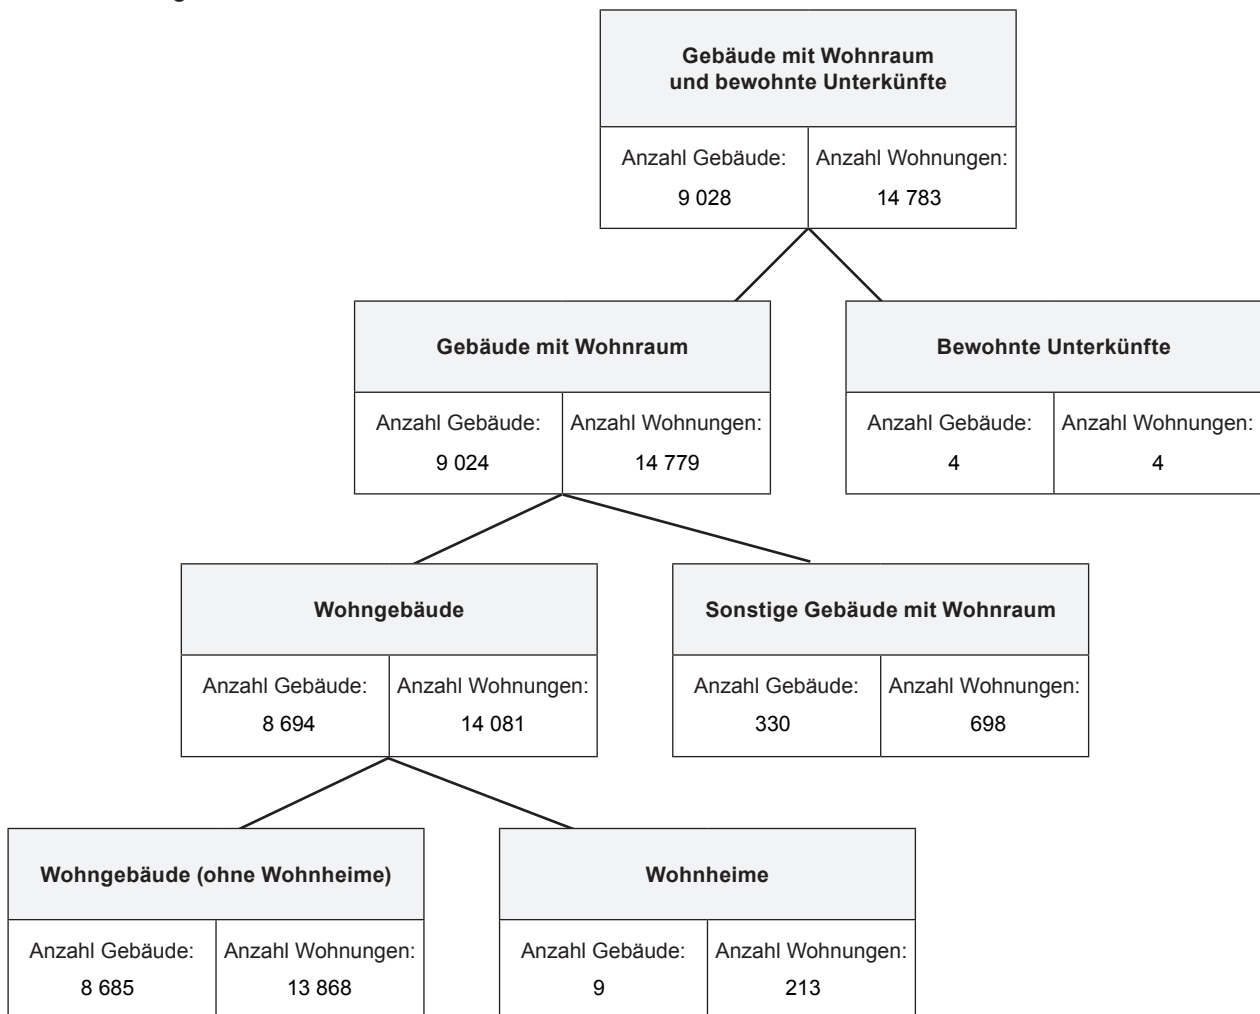 Gebäude mit Wohnraum
und bewohnte Unterkünfte
Anzahl Gebäude: Anzahl Wohnungen:
9 028 14 783
Gebäude mit Wohnraum
Anzahl Gebäude: Anzahl Wohnungen:
9 024 14 779
Bewohnte Unterkünfte
Anzahl Gebäude: Anzahl Wohnungen:
4 4
Wohngebäude
Anzahl Gebäude: Anzahl Wohnungen:
8 694 14 081
Sonstige Gebäude mit Wohnraum
Anzahl Gebäude: Anzahl Wohnungen:
330 698
Wohngebäude (ohne Wohnheime)
Anzahl Gebäude: Anzahl Wohnungen:
8 685 13 868
Wohnheime
Anzahl Gebäude: Anzahl Wohnungen:
9 213